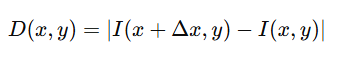 D(x, y) = |I(x + Δx, y) − I(x, y)|